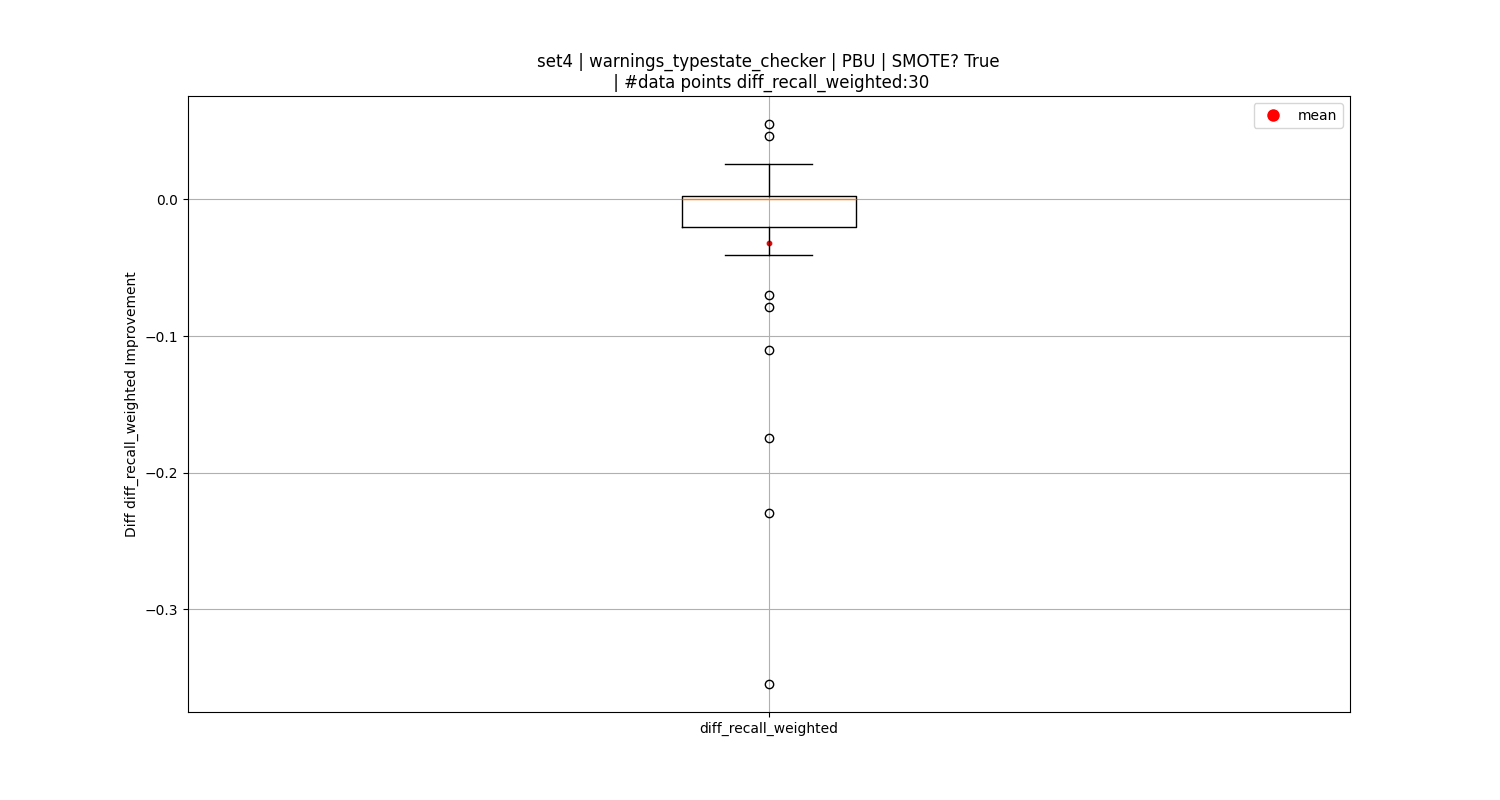 set4 | warnings_typestate_checker | PBU | SMOTE? True
| #data points diff_recall_weighted:30
mean
0.0
−0.1
−0.2
−0.3
Diff diff_recall_weighted Improvement
diff_recall_weighted